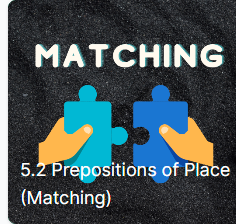 MATCHING
5.2 Prepositions of Place
(Matching)